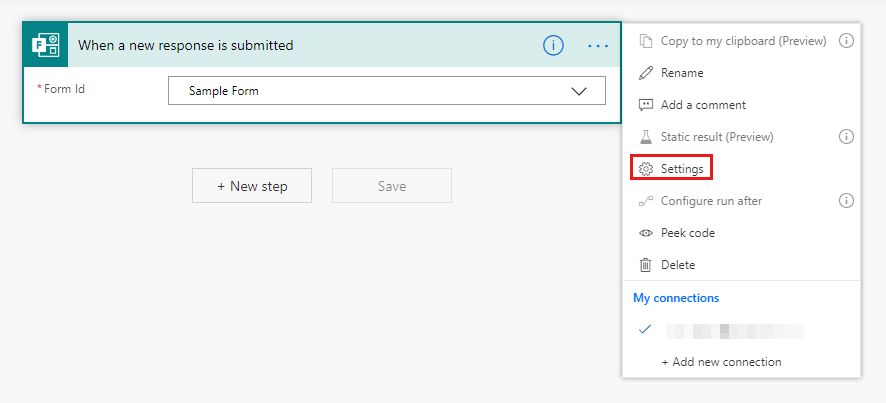 When a new response is submitted
* Form Id
Sample Form
+ New step
Save
Copy to my clipboard (Preview)
Rename
Add a comment
Static result (Preview)
Settings
Configure run after
Peek code
Delete
My connections
+ Add new connection